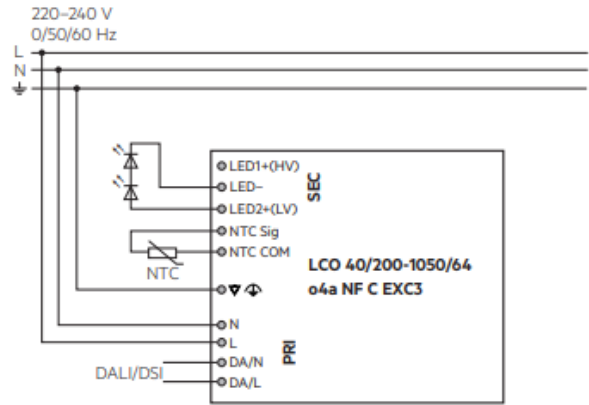 220–240 V
0/50/60 Hz
L
N
LED1+(HV)
LED–
SEC
LED2+(LV)
NTC Sig
NTC COM
NTC
LCO 40/200-1050/64
o4a NF C EXC3
N
L
PRI
DA/N
DALI/DSI
DA/L